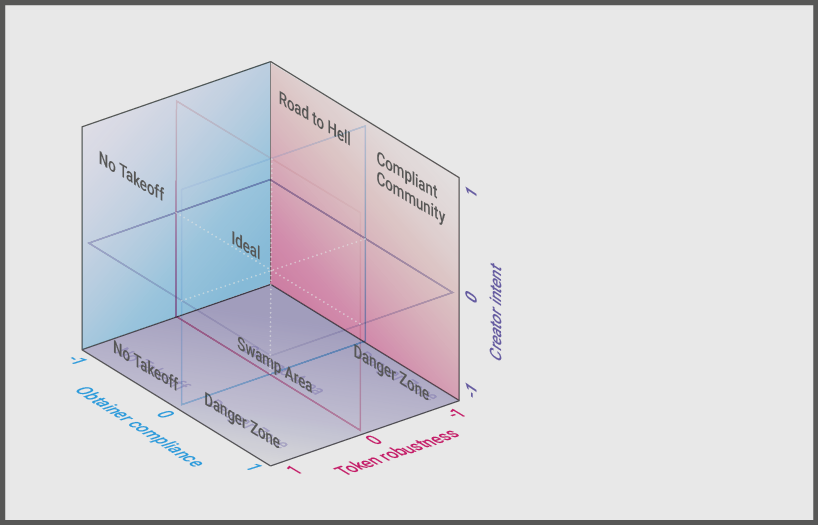 Road to Hell
No Takeoff
Compliant
Community
1
Ideal
0
Creator intent
-1
No Takeoff
Swamp Area
Danger Zone
Danger Zone
-1
Obtainer compliance
0
1
1
0
Token robustness
-1